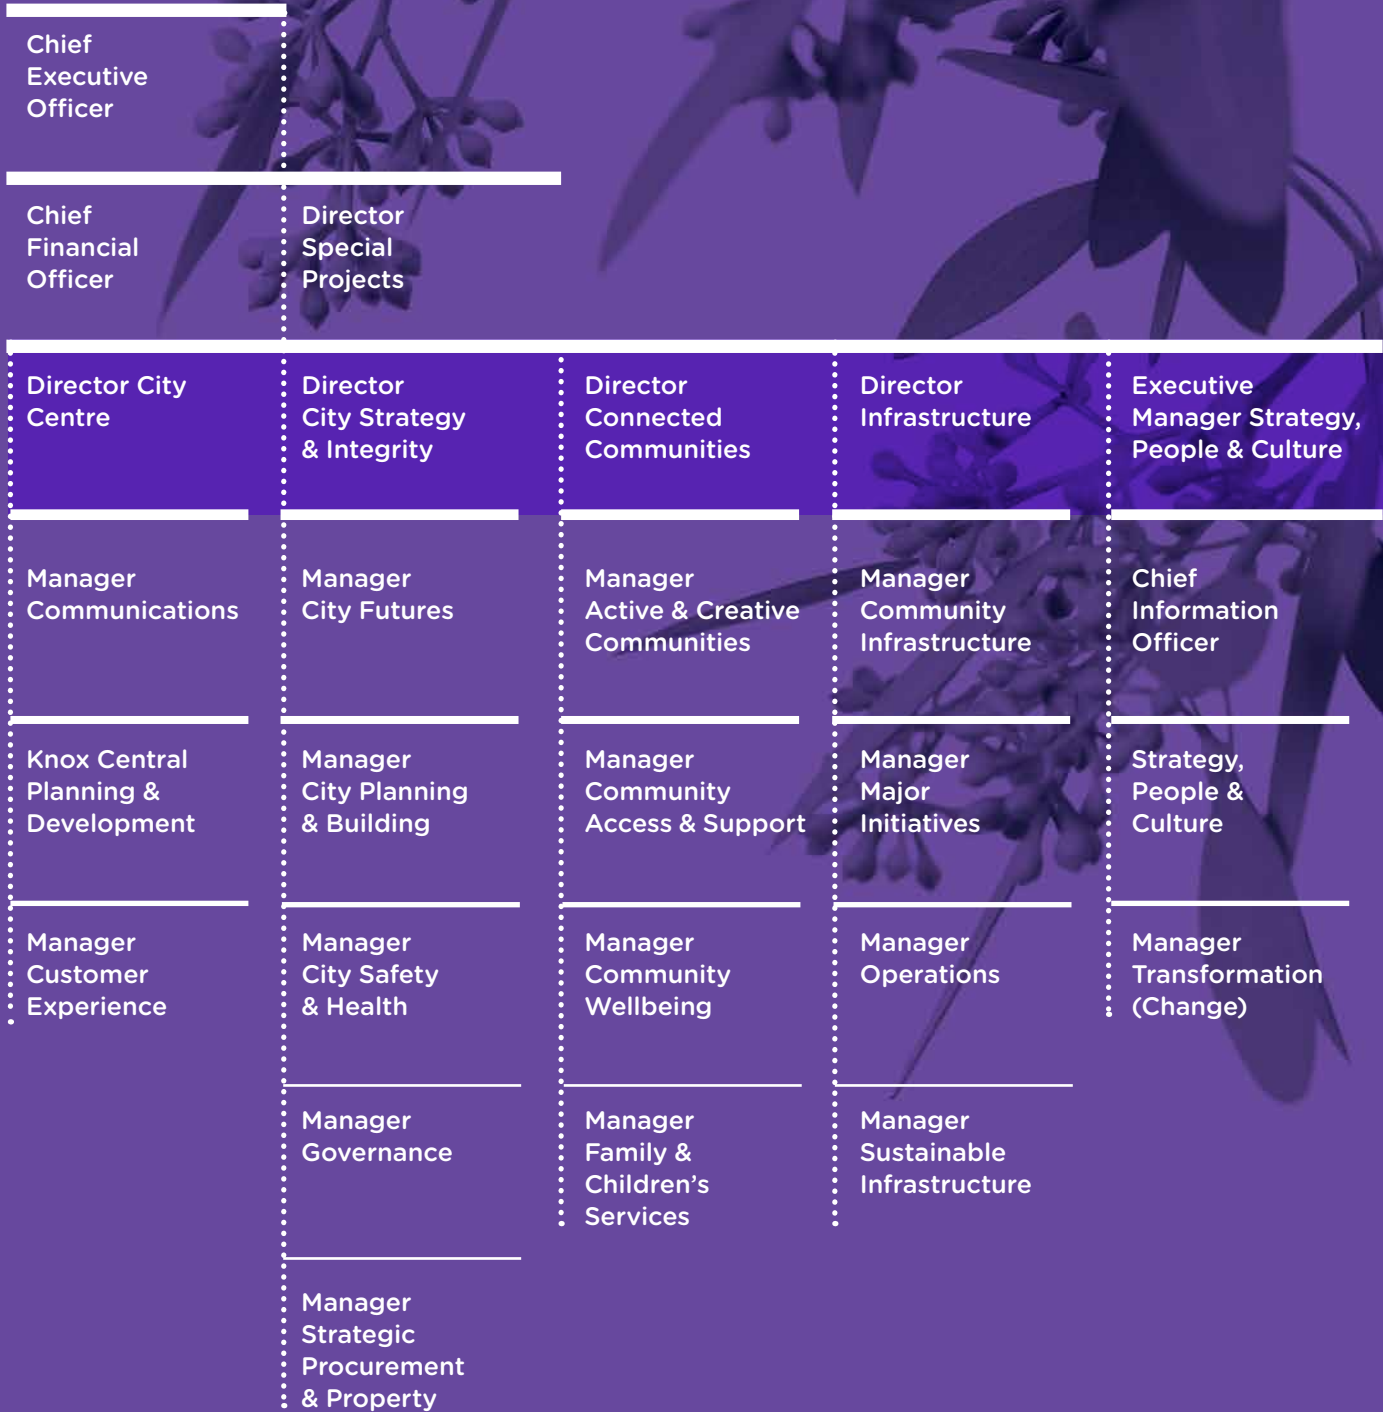 Chief
Executive
Officer
Chief
Financial
Officer
Director
Special
Projects
Director City
Centre
Director
City Strategy
& Integrity
Director
Connected
Communities
Director
Infrastructure
Executive
Manager Strategy,
People & Culture
Manager
Communications
Manager
City Futures
Manager
Active & Creative
Communities
Manager
Community
Infrastructure
Chief
Information
Officer
Knox Central
Planning &
Development
Manager
City Planning
& Building
Manager
Community
Access & Support
Manager
Major
Initiatives
Strategy,
People &
Culture
Manager
Customer
Experience
Manager
City Safety
& Health
Manager
Community
Wellbeing
Manager
Operations
Manager
Transformation
(Change)
Manager
Governance
Manager
Family &
Children’s
Services
Manager
Sustainable
Infrastructure
Manager
Strategic
Procurement
& Property